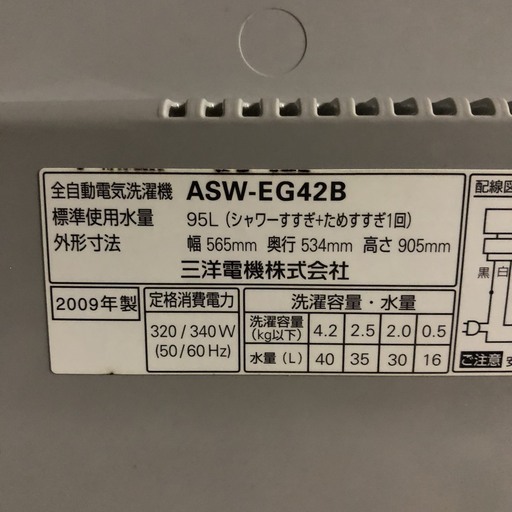 全自動電気洗濯機 ASW-EG42B
標準使用水量 95L (シャワーすすぎ+ためすすぎ1回)
外形寸法 幅 565mm 奥行 534mm 高さ 905mm
三洋電機株式会社
2009年製
定格消費電力
320/340W
(50/60Hz)
洗濯容量・水量
洗濯容量(kg以下) 4.2 2.5 2.0 0.5
水量(L) 40 35 30 16
配線図
黒 白
ご注意 安